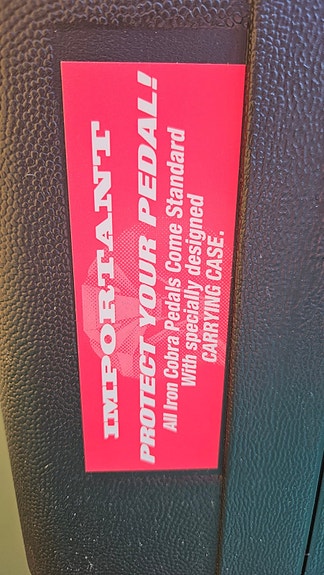 IMPORTANT
PROTECT YOUR PEDAL!
All Iron Cobra Pedals Come Standard
With specially designed
CARRYING CASE.